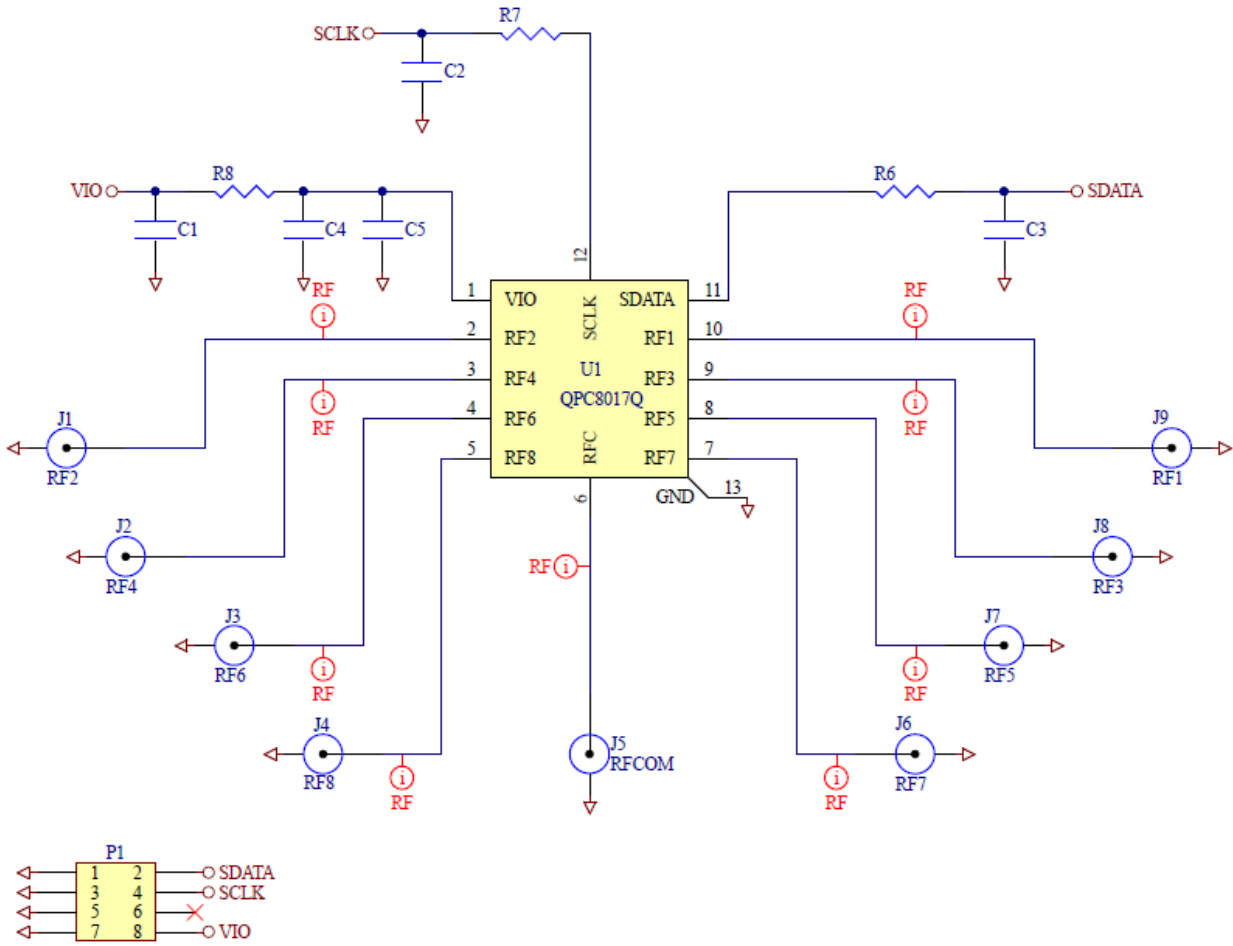 R7
SCLK
C2
R8
R6
VIO
SDATA
C1
C4
C5
C3
12
RF
RF
1
VIO
SCLK
SDATA
11
2
RF2
RF1
10
U1
3
RF4
RF3
9
QPC8017Q
4
RF6
RF5
8
RF
RF
5
RF8
RFC
RF7
7
J1
RF2
J9
RF1
6
GND
13
J2
RF4
J8
RF3
RF
J3
RF6
J7
RF5
RF
RF
J4
RF8
J5
RFCOM
J6
RF7
RF
RF
P1
1 2 SDATA
3 4 SCLK
5 6
7 8 VIO